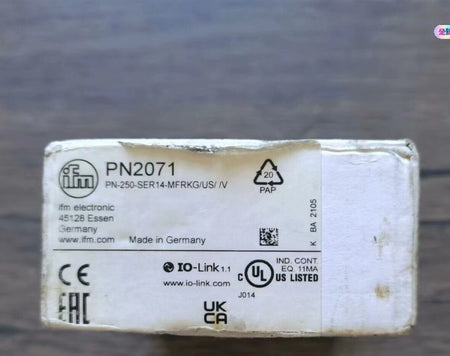 ifm
PN2071
PN-250-SER14-MFRKG/US/ /V
ifm electronic
45128 Essen
Germany
www.ifm.com
Made in Germany
20
PAP
K BA 2105
CE
EAC
IO-Link 1.1
www.io-link.com
UK
CA
C UL US LISTED
IND. CONT.
EQ. 11MA
J014